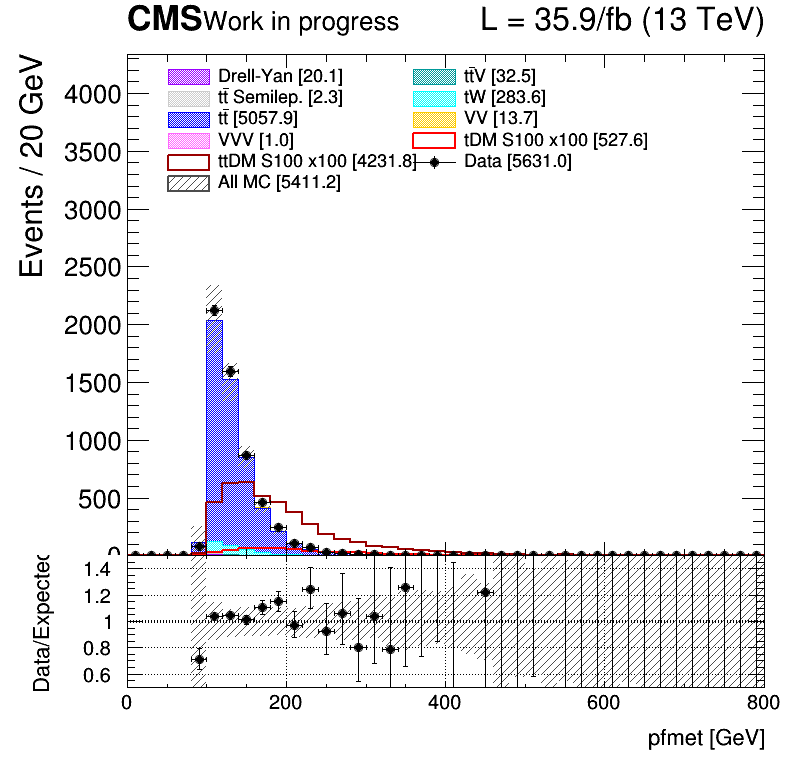 CMS Work in progress L = 35.9/fb (13 TeV)
Events / 20 GeV
Drell-Yan [20.1] tt̄V [32.5]
tt̄ Semilep. [2.3] tW [283.6]
tt̄ [5057.9] VV [13.7]
VVV [1.0] tDM S100 x100 [527.6]
ttDM S100 x100 [4231.8] Data [5631.0]
All MC [5411.2]
4000
3500
3000
2500
2000
1500
1000
500
0
Data/Expected
1.4
1.2
1
0.8
0.6
0 200 400 600 800
pfmet [GeV]